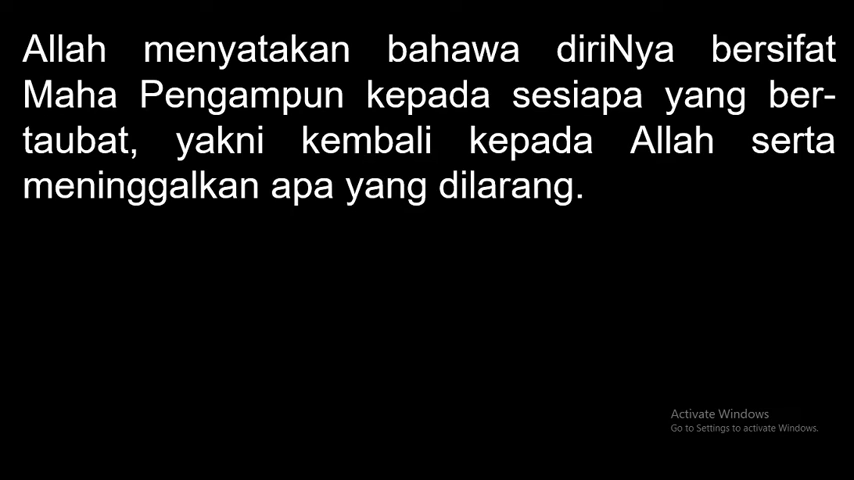 Allah menyatakan bahawa diriNya bersifat
Maha Pengampun kepada sesiapa yang ber-
taubat, yakni kembali kepada Allah serta
meninggalkan apa yang dilarang.
Activate Windows
Go to Settings to activate Windows.